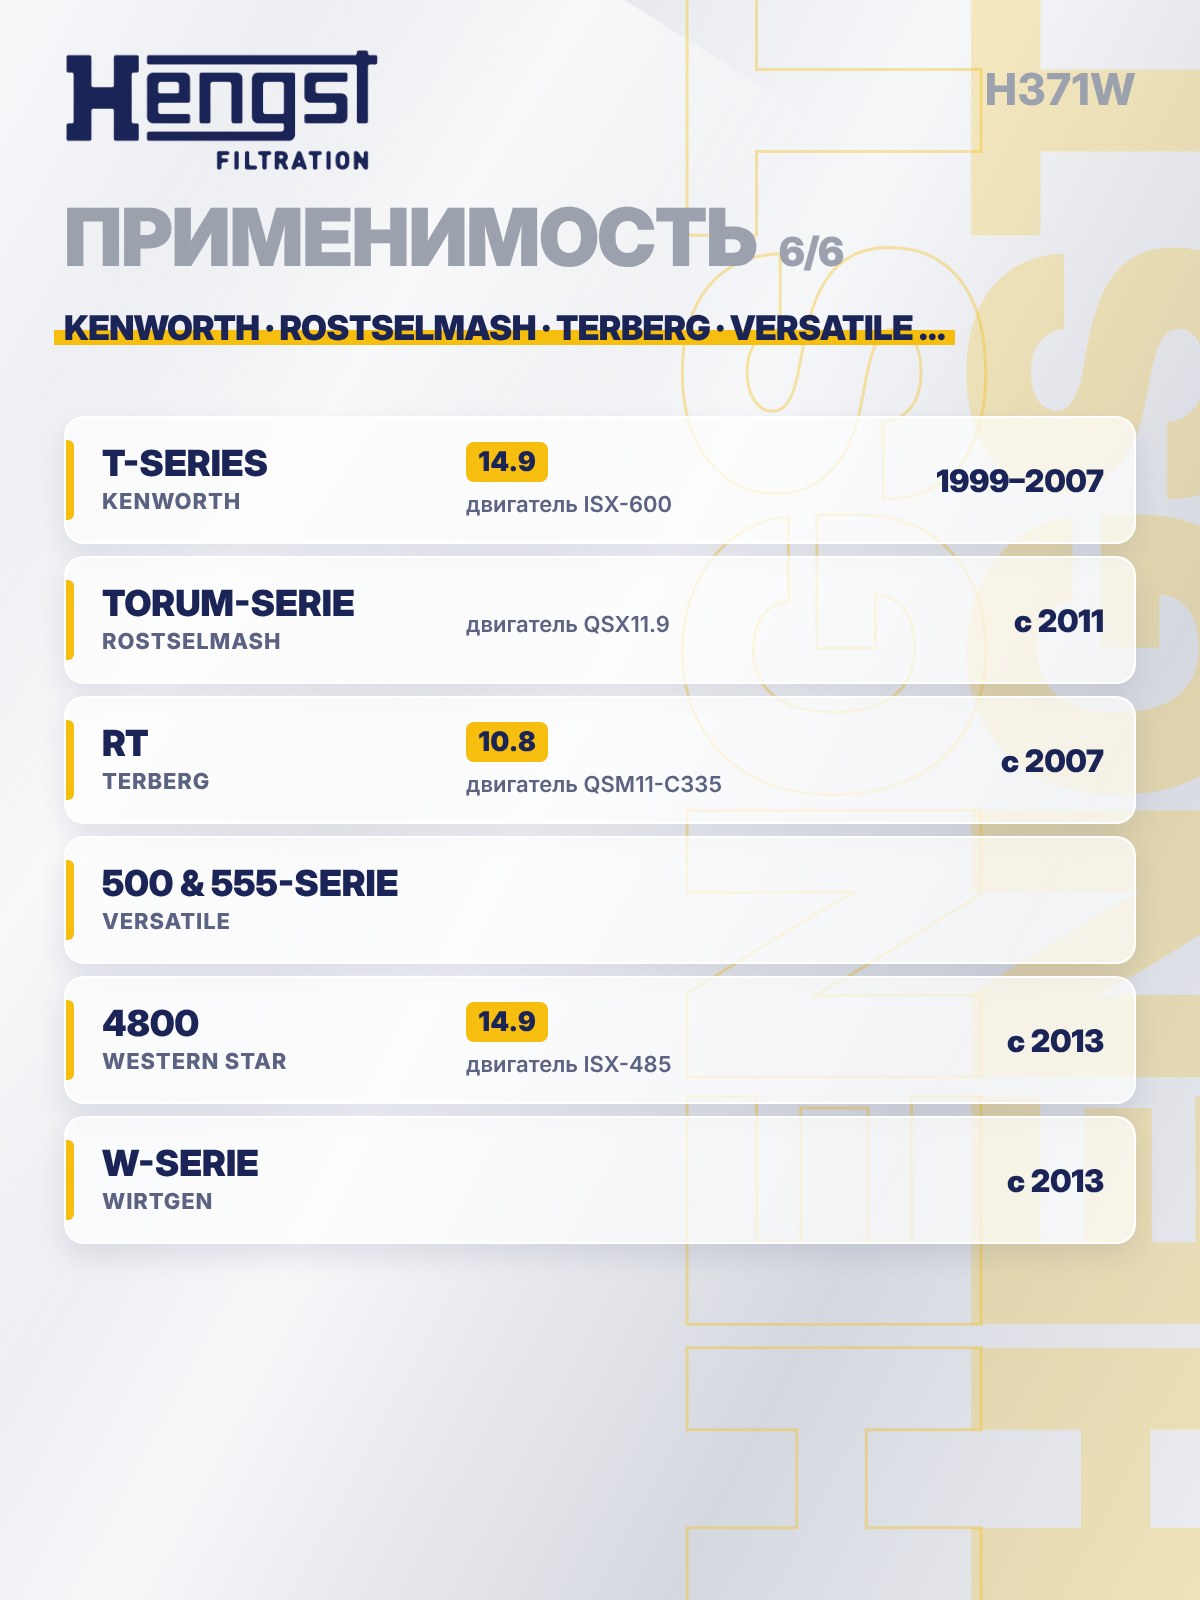 Hengst
FILTRATION
H371W
ПРИМЕНИМОСТЬ 6/6
KENWORTH · ROSTSELMASH · TERBERG · VERSATILE ...
T-SERIES
KENWORTH
14.9
двигатель ISX-600
1999–2007
TORUM-SERIE
ROSTSELMASH
двигатель QSX11.9
с 2011
RT
TERBERG
10.8
двигатель QSM11-C335
с 2007
500 & 555-SERIE
VERSATILE
4800
WESTERN STAR
14.9
двигатель ISX-485
с 2013
W-SERIE
WIRTGEN
с 2013
HENGST
HENGST